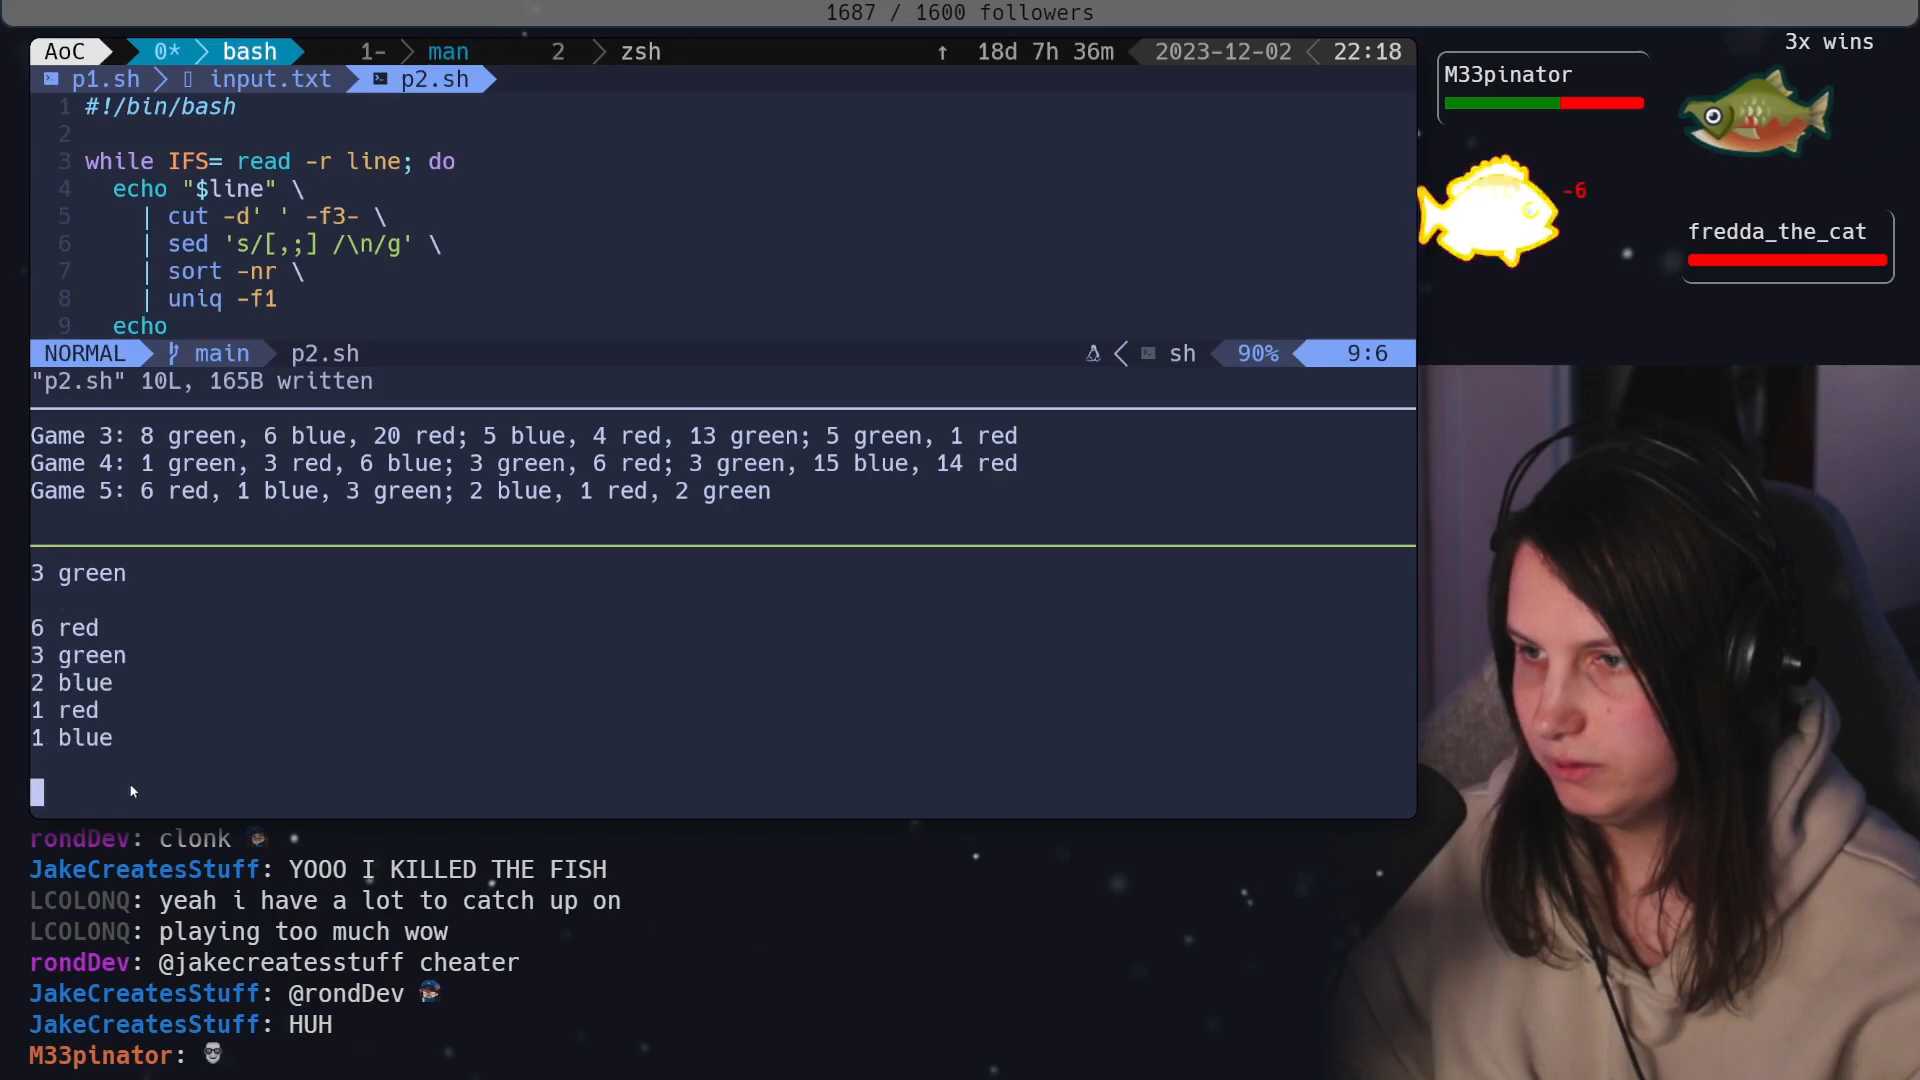 1687 / 1600 followers
AoC 0* bash 1- man 2 zsh ↑ 18d 7h 36m 2023-12-02 22:18
p1.sh input.txt p2.sh
1 #!/bin/bash
2
3 while IFS= read -r line; do
4 echo "$line" \
5 | cut -d' ' -f3- \
6 | sed 's/[,;] /\n/g' \
7 | sort -nr \
8 | uniq -f1
9 echo
NORMAL main p2.sh sh 90% 9:6
"p2.sh" 10L, 165B written
Game 3: 8 green, 6 blue, 20 red; 5 blue, 4 red, 13 green; 5 green, 1 red
Game 4: 1 green, 3 red, 6 blue; 3 green, 6 red; 3 green, 15 blue, 14 red
Game 5: 6 red, 1 blue, 3 green; 2 blue, 1 red, 2 green
3 green
6 red
3 green
2 blue
1 red
1 blue
rondDev: clonk
JakeCreatesStuff: YOOO I KILLED THE FISH
LCOLONQ: yeah i have a lot to catch up on
LCOLONQ: playing too much wow
rondDev: @jakecreatesstuff cheater
JakeCreatesStuff: @rondDev
JakeCreatesStuff: HUH
M33pinator:
3x wins
M33pinator
-6
fredda_the_cat